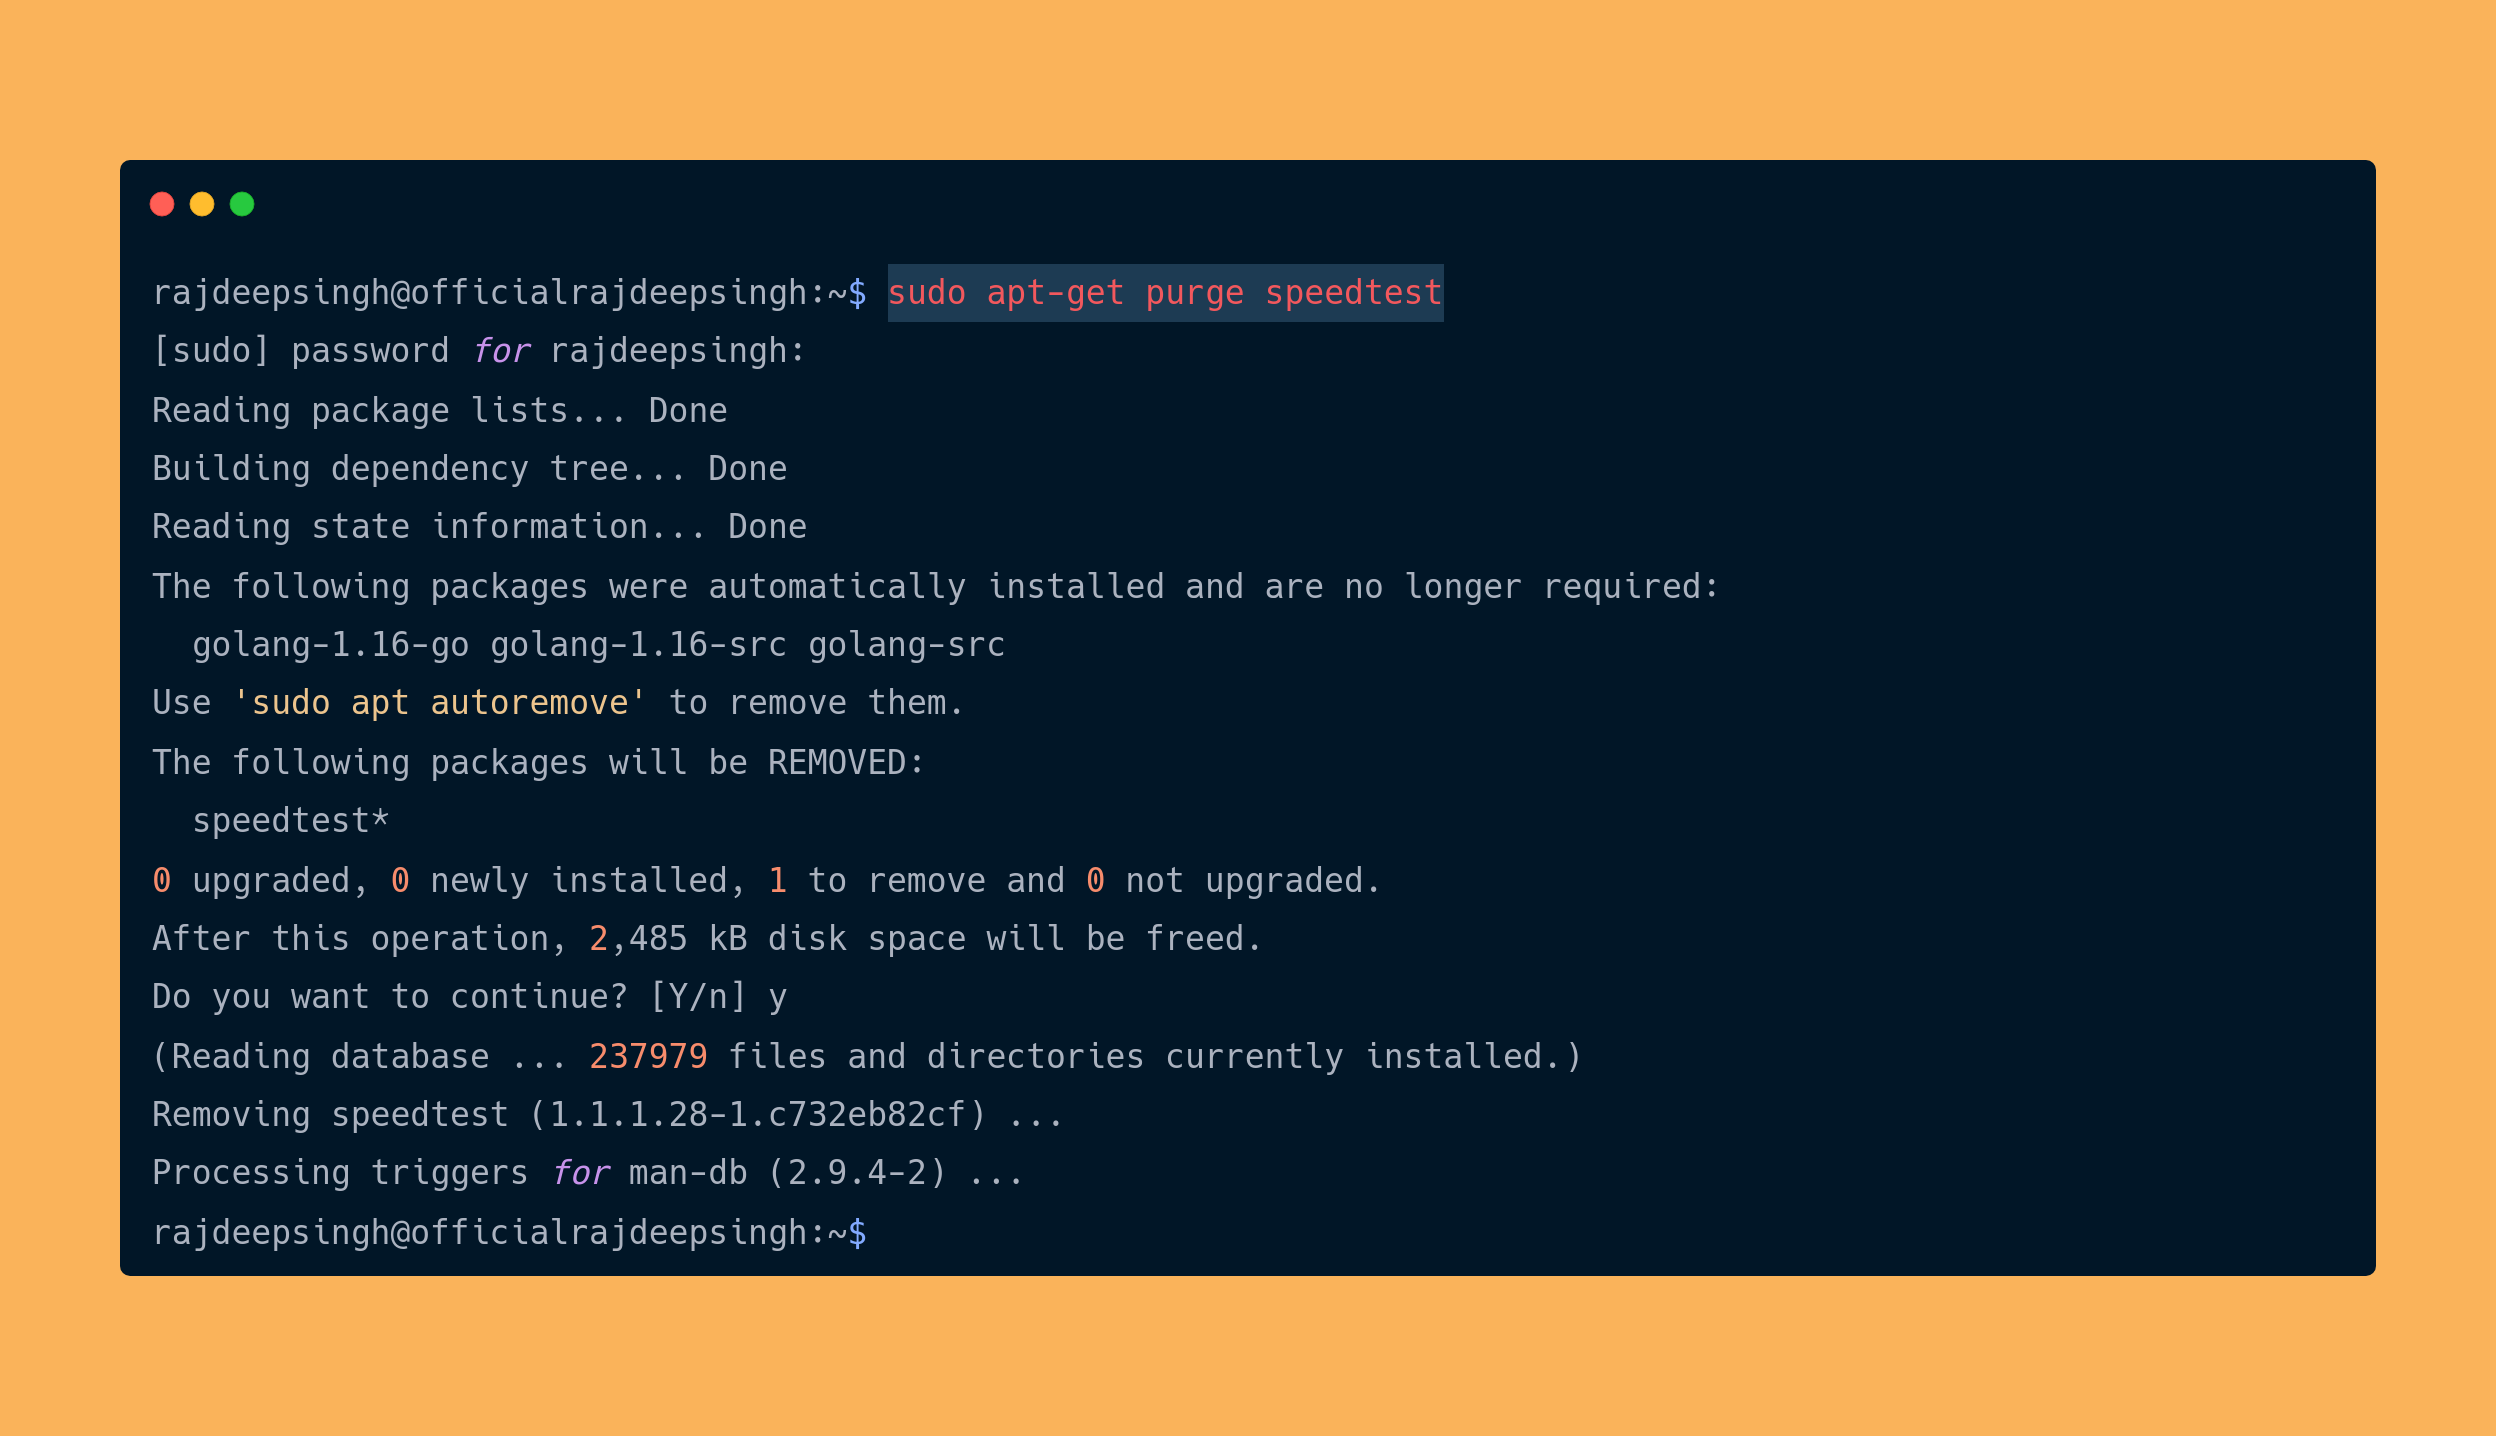 rajdeepsingh@officialrajdeepsingh:~$ sudo apt-get purge speedtest
[sudo] password for rajdeepsingh:
Reading package lists... Done
Building dependency tree... Done
Reading state information... Done
The following packages were automatically installed and are no longer required:
  golang-1.16-go golang-1.16-src golang-src
Use 'sudo apt autoremove' to remove them.
The following packages will be REMOVED:
  speedtest*
0 upgraded, 0 newly installed, 1 to remove and 0 not upgraded.
After this operation, 2,485 kB disk space will be freed.
Do you want to continue? [Y/n] y
(Reading database ... 237979 files and directories currently installed.)
Removing speedtest (1.1.1.28-1.c732eb82cf) ...
Processing triggers for man-db (2.9.4-2) ...
rajdeepsingh@officialrajdeepsingh:~$